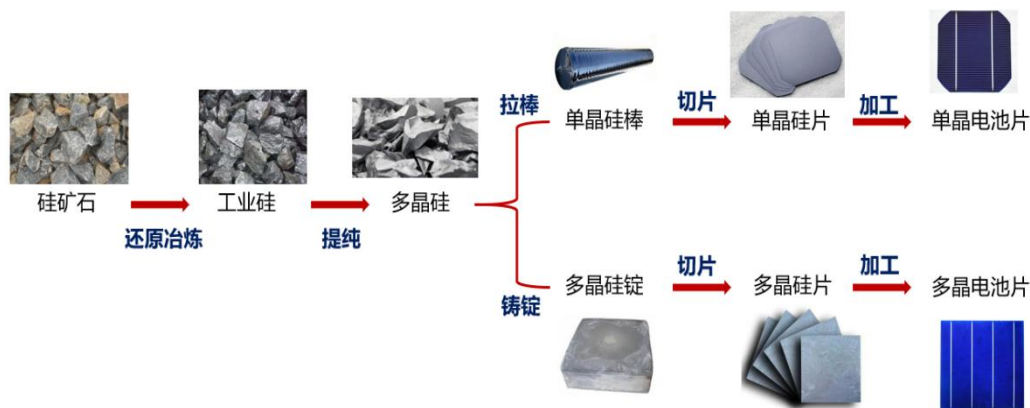 拉棒
单晶硅棒
切片
单晶硅片
加工
单晶电池片
硅矿石
还原冶炼
工业硅
提纯
多晶硅
铸锭
多晶硅锭
切片
多晶硅片
加工
多晶电池片